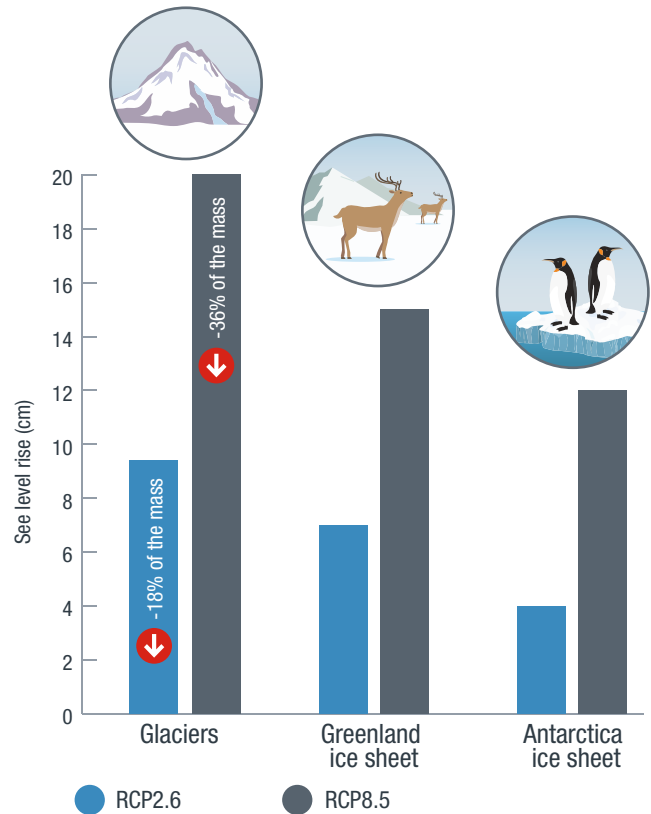 See level rise (cm)
20
18
16
14
12
10
8
6
4
2
0
-18% of the mass
-36% of the mass
Glaciers
Greenland
ice sheet
Antarctica
ice sheet
RCP2.6
RCP8.5